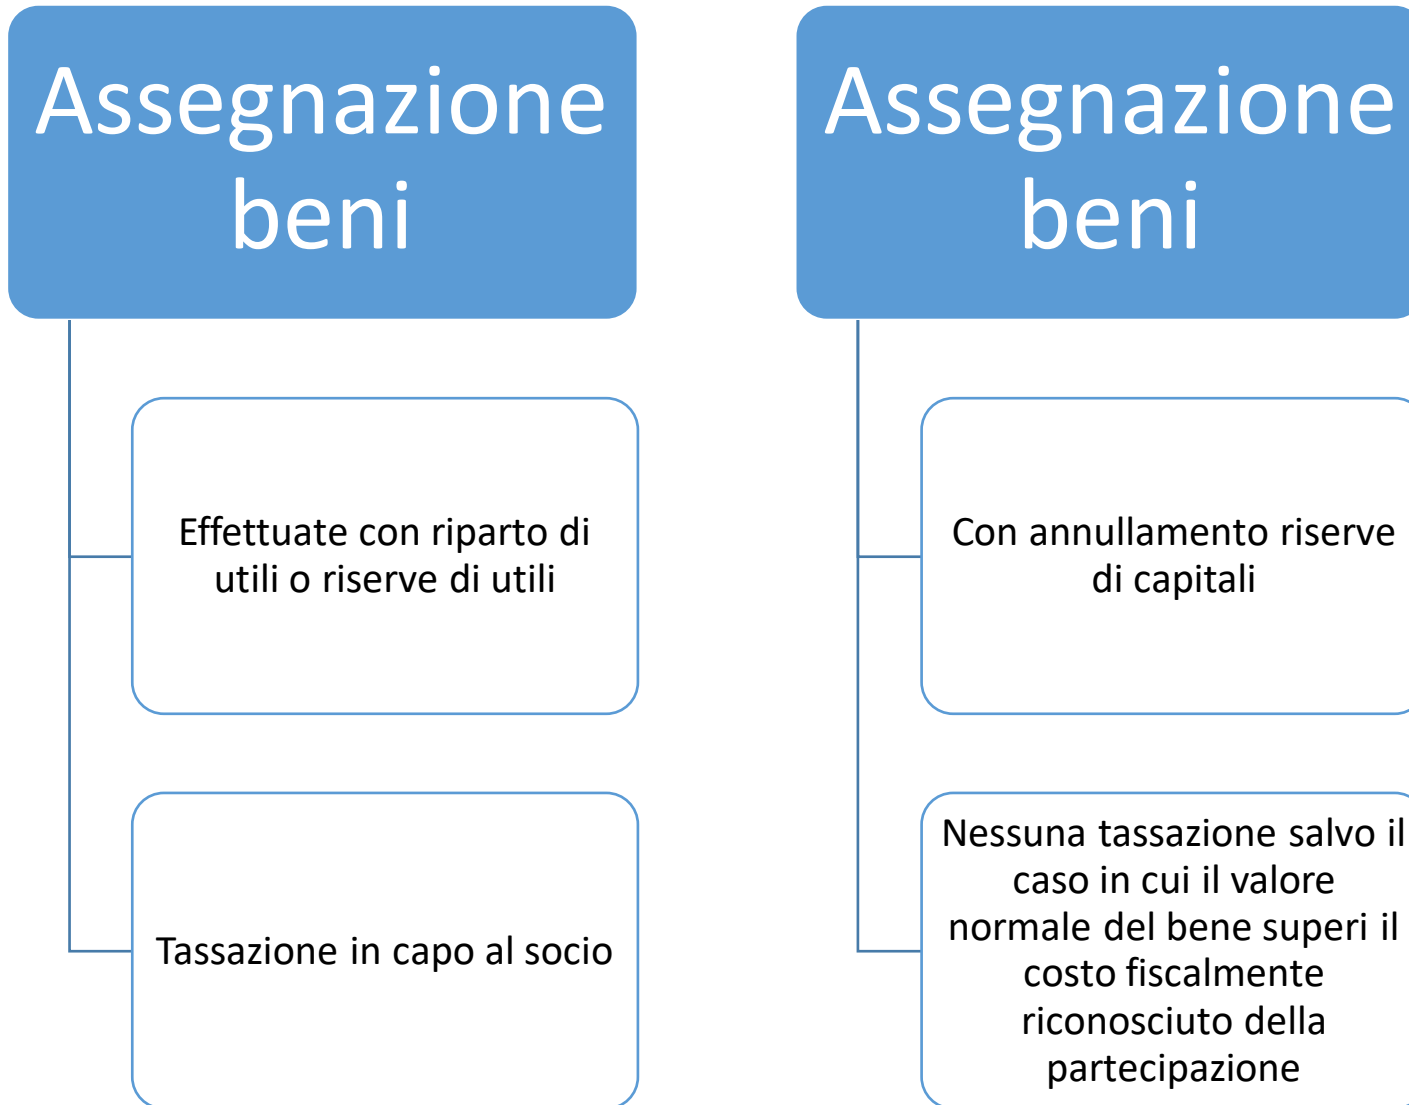 Assegnazione
beni
Effettuate con riparto di
utili o riserve di utili
Tassazione in capo al socio
Assegnazione
beni
Con annullamento riserve
di capitali
Nessuna tassazione salvo il
caso in cui il valore
normale del bene superi il
costo fiscalmente
riconosciuto della
partecipazione